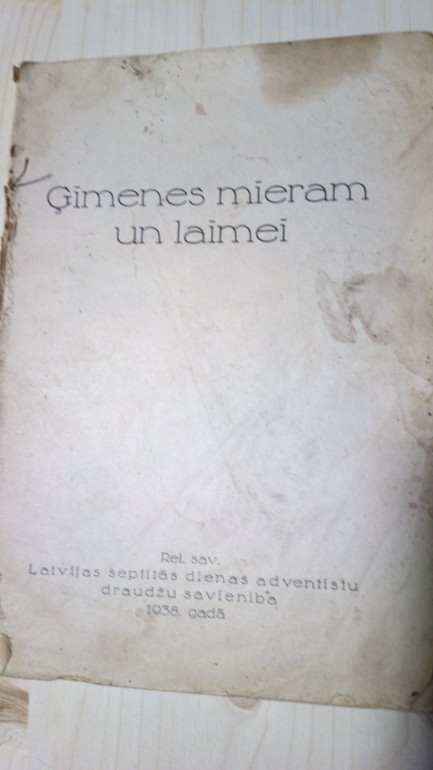 Ģimenes mieram
un laimei
Rel. sav.
Latvijas septītās dienas adventistu
draudžu savienība
1938. gadā